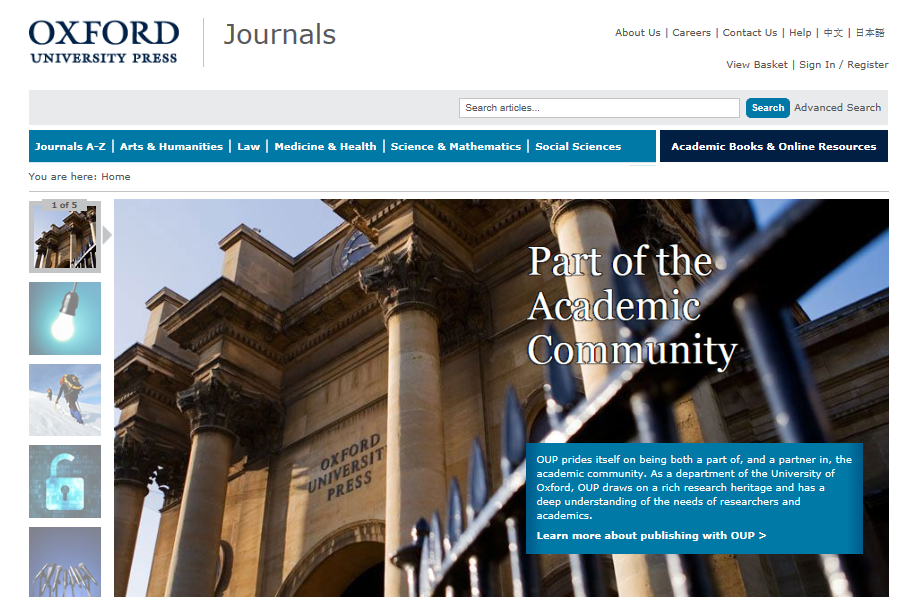 OXFORD
UNIVERSITY PRESS
Journals
About Us | Careers | Contact Us | Help | 中文 | 日本語
View Basket | Sign In / Register
Search articles...
Search
Advanced Search
Journals A-Z | Arts & Humanities | Law | Medicine & Health | Science & Mathematics | Social Sciences
Academic Books & Online Resources
You are here: Home
1 of 5
Part of the
Academic
Community
OXFORD
UNIVERSITY
PRESS
OUP prides itself on being both a part of, and a partner in, the
academic community. As a department of the University of
Oxford, OUP draws on a rich research heritage and has a
deep understanding of the needs of researchers and
academics.
Learn more about publishing with OUP >